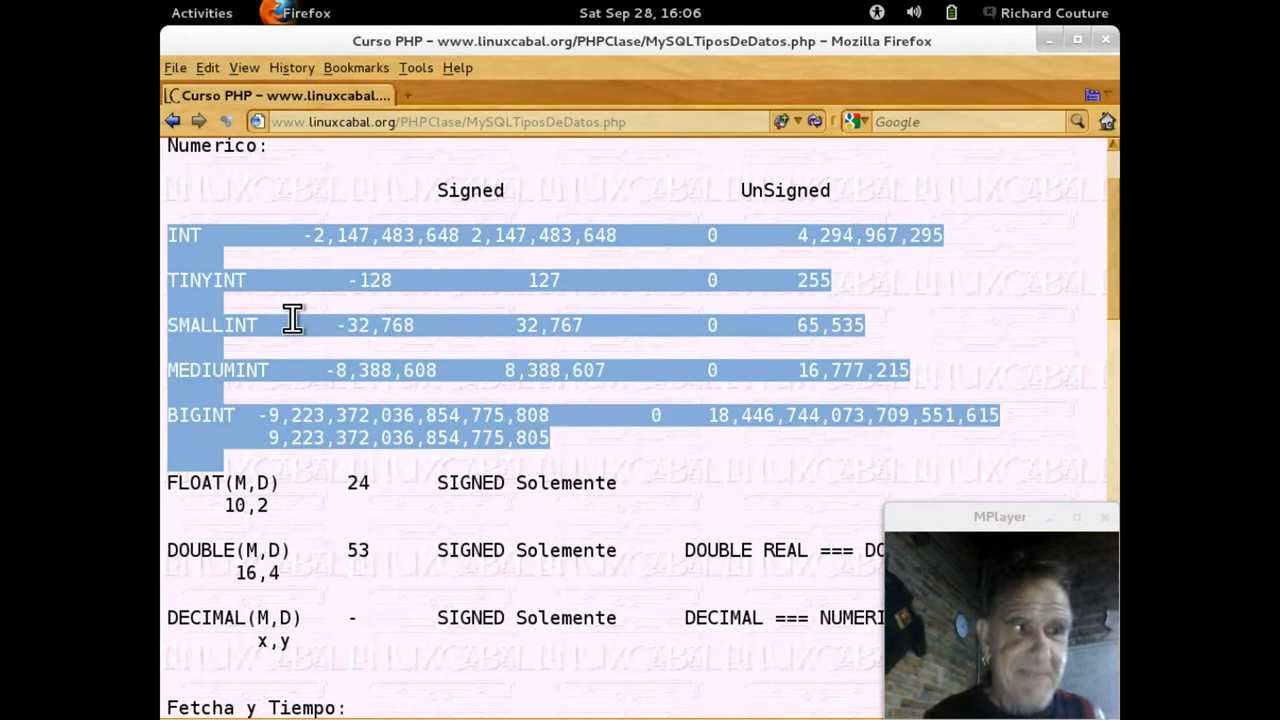 Activities Firefox Sat Sep 28, 16:06 Richard Couture
Curso PHP - www.linuxcabal.org/PHPClase/MySQLTiposDeDatos.php - Mozilla Firefox
File Edit View History Bookmarks Tools Help
Curso PHP - www.linuxcabal.... +
www.linuxcabal.org/PHPClase/MySQLTiposDeDatos.php Google
Numerico:
Signed UnSigned
INT -2,147,483,648 2,147,483,648 0 4,294,967,295
TINYINT -128 127 0 255
SMALLINT -32,768 32,767 0 65,535
MEDIUMINT -8,388,608 8,388,607 0 16,777,215
BIGINT -9,223,372,036,854,775,808 0 18,446,744,073,709,551,615
9,223,372,036,854,775,805
FLOAT(M,D) 24 SIGNED Solemente
10,2
DOUBLE(M,D) 53 SIGNED Solemente DOUBLE REAL === DO
16,4
DECIMAL(M,D) - SIGNED Solemente DECIMAL === NUMERI
x,y
Fetcha y Tiempo:
MPlayer